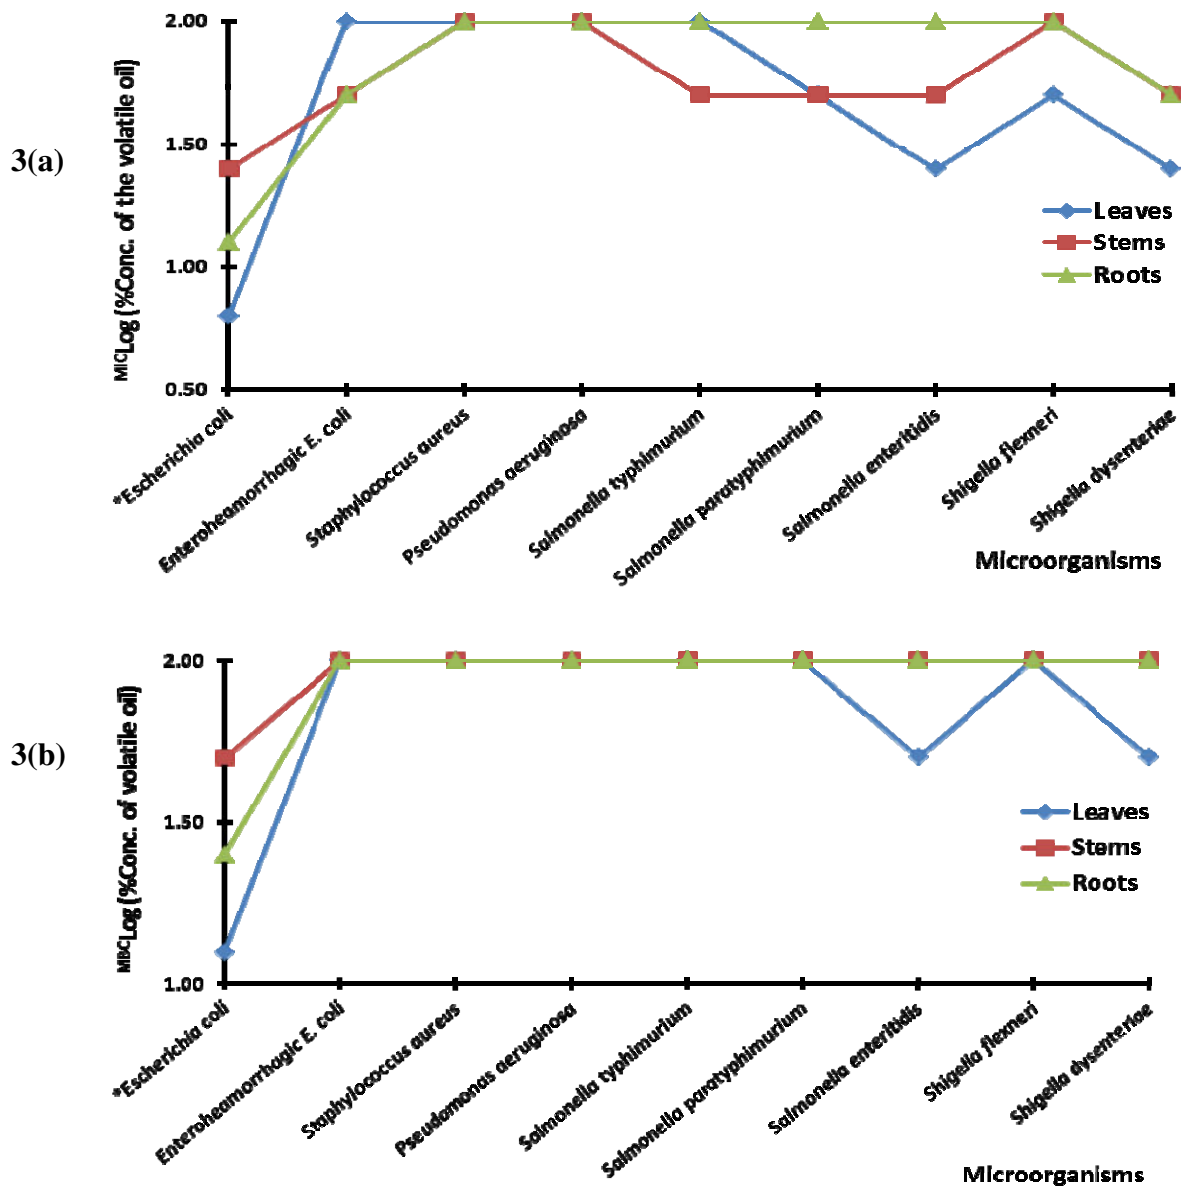 3(a)
MICLog (%Conc. of the volatile oil)
2.00
1.50
1.00
0.50
Leaves
Stems
Roots
*Escherichia coli
Enteroheamorrhagic E. coli
Staphylococcus aureus
Pseudomonas aeruginosa
Salmonella typhimurium
Salmonella paratyphimurium
Salmonella enteritidis
Shigella flexneri
Shigella dysenteriae
Microorganisms
3(b)
MBCLog (%Conc. of volatile oil)
2.00
1.50
1.00
Leaves
Stems
Roots
*Escherichia coli
Enteroheamorrhagic E. coli
Staphylococcus aureus
Pseudomonas aeruginosa
Salmonella typhimurium
Salmonella paratyphimurium
Salmonella enteritidis
Shigella flexneri
Shigella dysenteriae
Microorganisms